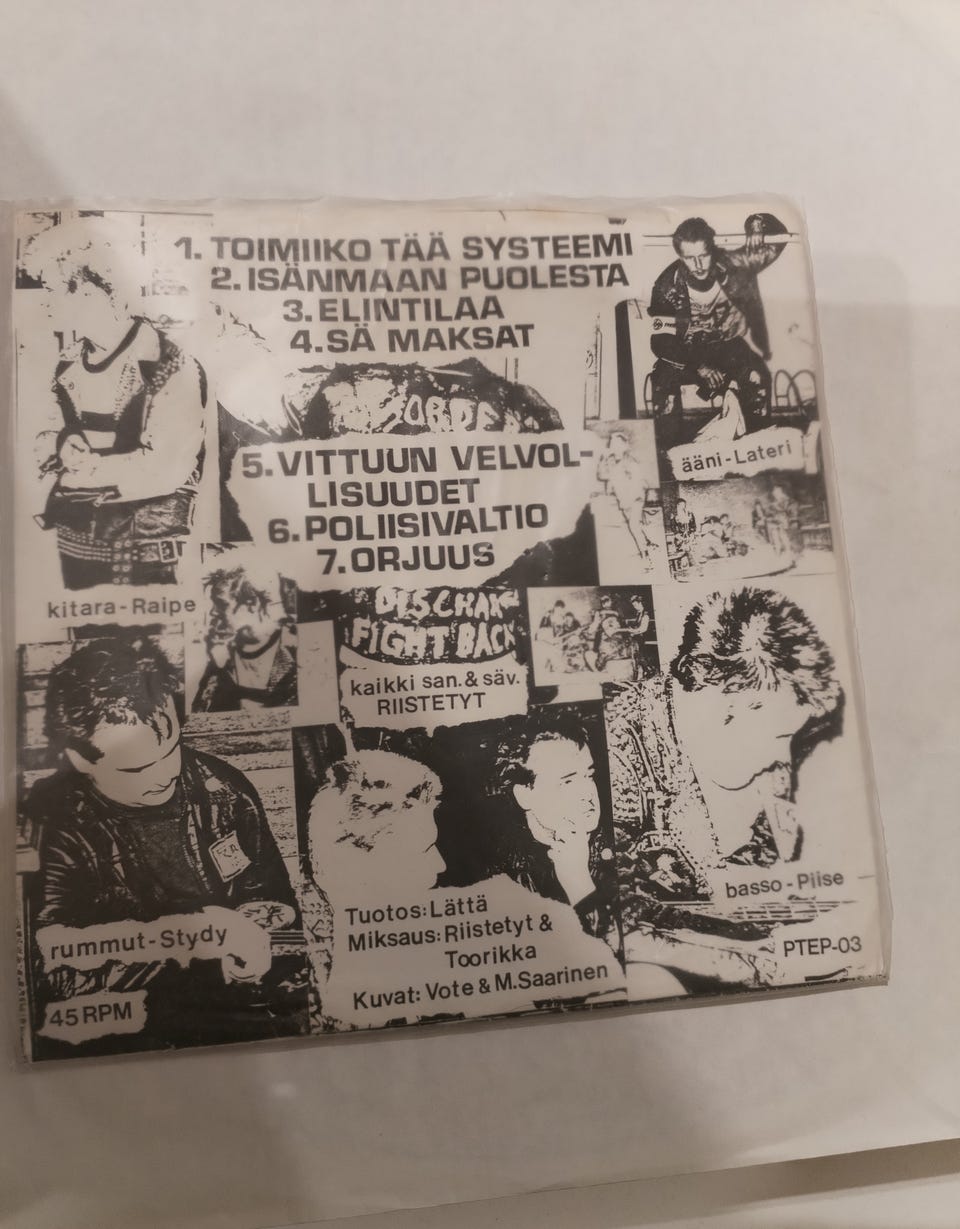 1. TOIMIIKO TÄÄ SYSTEEMI
2. ISÄNMAAN PUOLESTA
3. ELINTILAA
4. SÄ MAKSAT
5. VITTUUN VELVOL-
LISUUDET
6. POLIISIVALTIO
7. ORJUUS
ääni-Lateri
kitara-Raipe
FIGHT BACK
kaikki san. & säv.
RIISTETYT
basso-Piise
rummut-Stydy
Tuotos: Lättä
Miksaus: Riistetyt &
Toorikka
Kuvat: Vote & M.Saarinen
PTEP-03
45 RPM